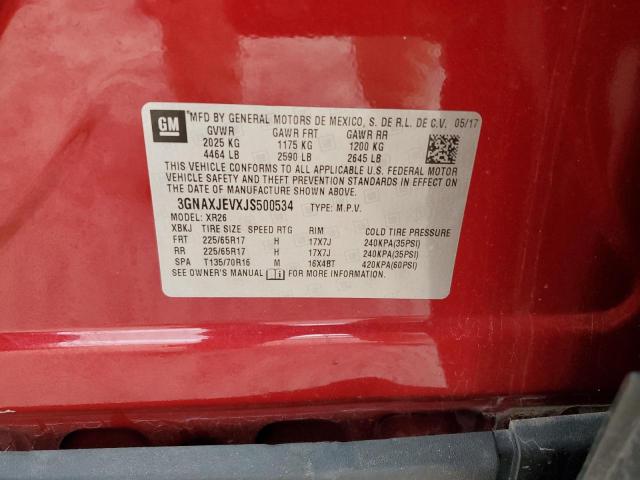 GM
MFD BY GENERAL MOTORS DE MEXICO, S. DE R.L. DE C.V. 05/17
GVWR GAWR FRT GAWR RR
2025 KG 1175 KG 1200 KG
4464 LB 2590 LB 2645 LB
THIS VEHICLE CONFORMS TO ALL APPLICABLE U.S. FEDERAL MOTOR
VEHICLE SAFETY AND THEFT PREVENTION STANDARDS IN EFFECT ON
THE DATE OF MANUFACTURE SHOWN ABOVE.
3GNAXJEVXJS500534 TYPE: M.P.V.
MODEL: XR26
XBKJ TIRE SIZE SPEED RTG RIM COLD TIRE PRESSURE
FRT 225/65R17 H 17X7J 240KPA(35PSI)
RR 225/65R17 H 17X7J 240KPA(35PSI)
SPA T135/70R16 M 16X4BT 420KPA(60PSI)
SEE OWNER'S MANUAL FOR MORE INFORMATION